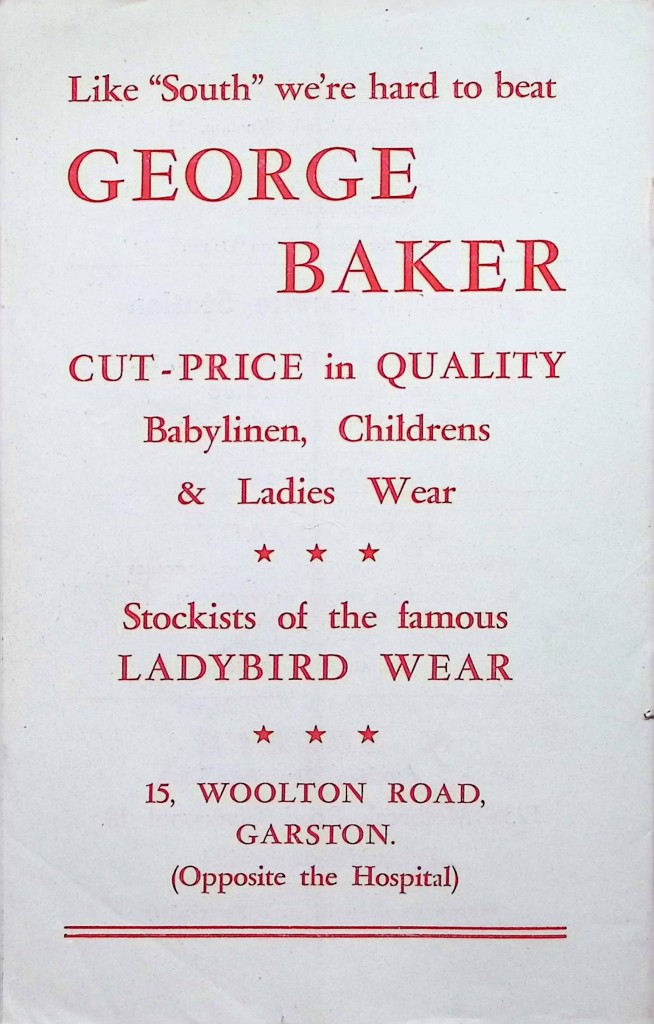 Like “South” we’re hard to beat
GEORGE
BAKER
CUT-PRICE in QUALITY
Babylinen, Childrens
& Ladies Wear
★ ★ ★
Stockists of the famous
LADYBIRD WEAR
★ ★ ★
15, WOOLTON ROAD,
GARSTON.
(Opposite the Hospital)